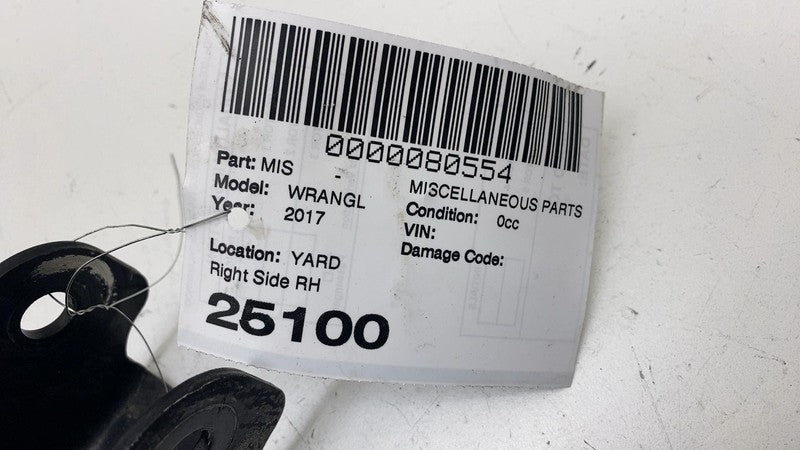 0000080554
Part: MIS - MISCELLANEOUS PARTS
Model: WRANGL Condition: 0cc
Year: 2017 VIN:
Damage Code:
Location: YARD
Right Side RH
25100